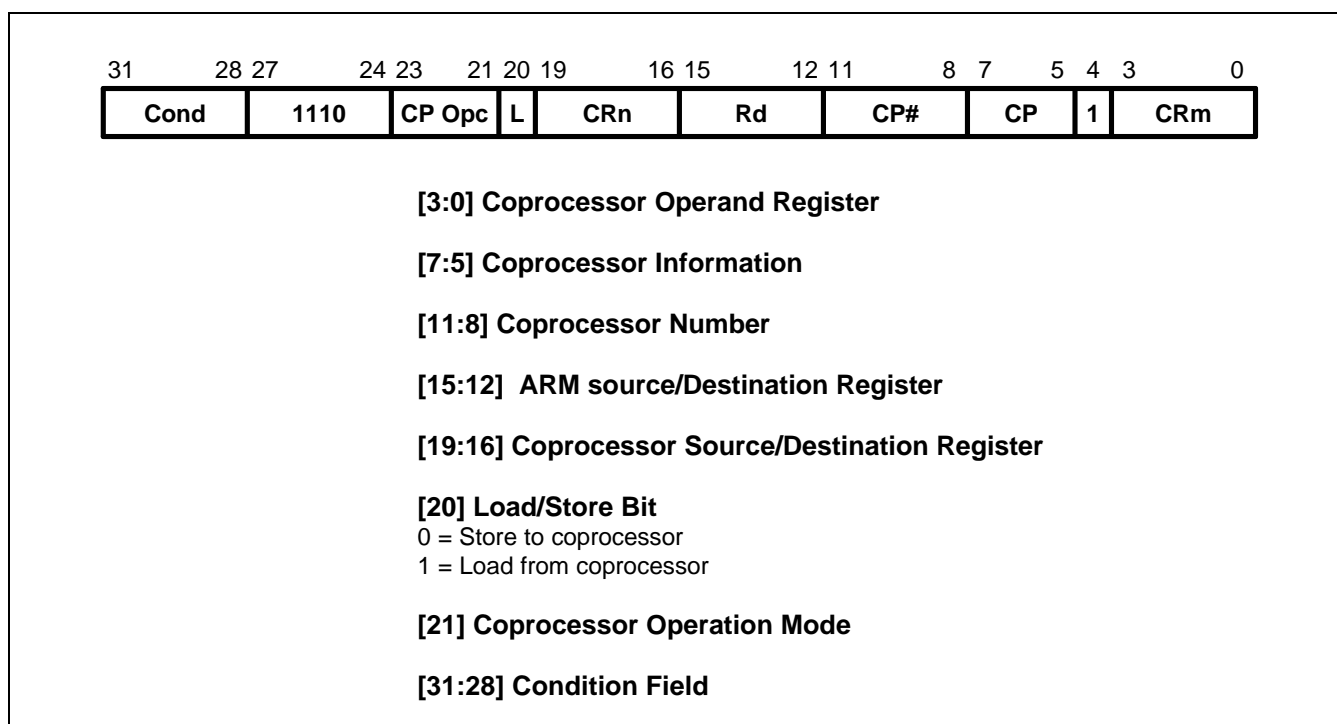 31 28 27 24 23 21 20 19 16 15 12 11 8 7 5 4 3 0
Cond 1110 CP Opc L CRn Rd CP# CP 1 CRm
[3:0] Coprocessor Operand Register
[7:5] Coprocessor Information
[11:8] Coprocessor Number
[15:12] ARM source/Destination Register
[19:16] Coprocessor Source/Destination Register
[20] Load/Store Bit
0 = Store to coprocessor
1 = Load from coprocessor
[21] Coprocessor Operation Mode
[31:28] Condition Field